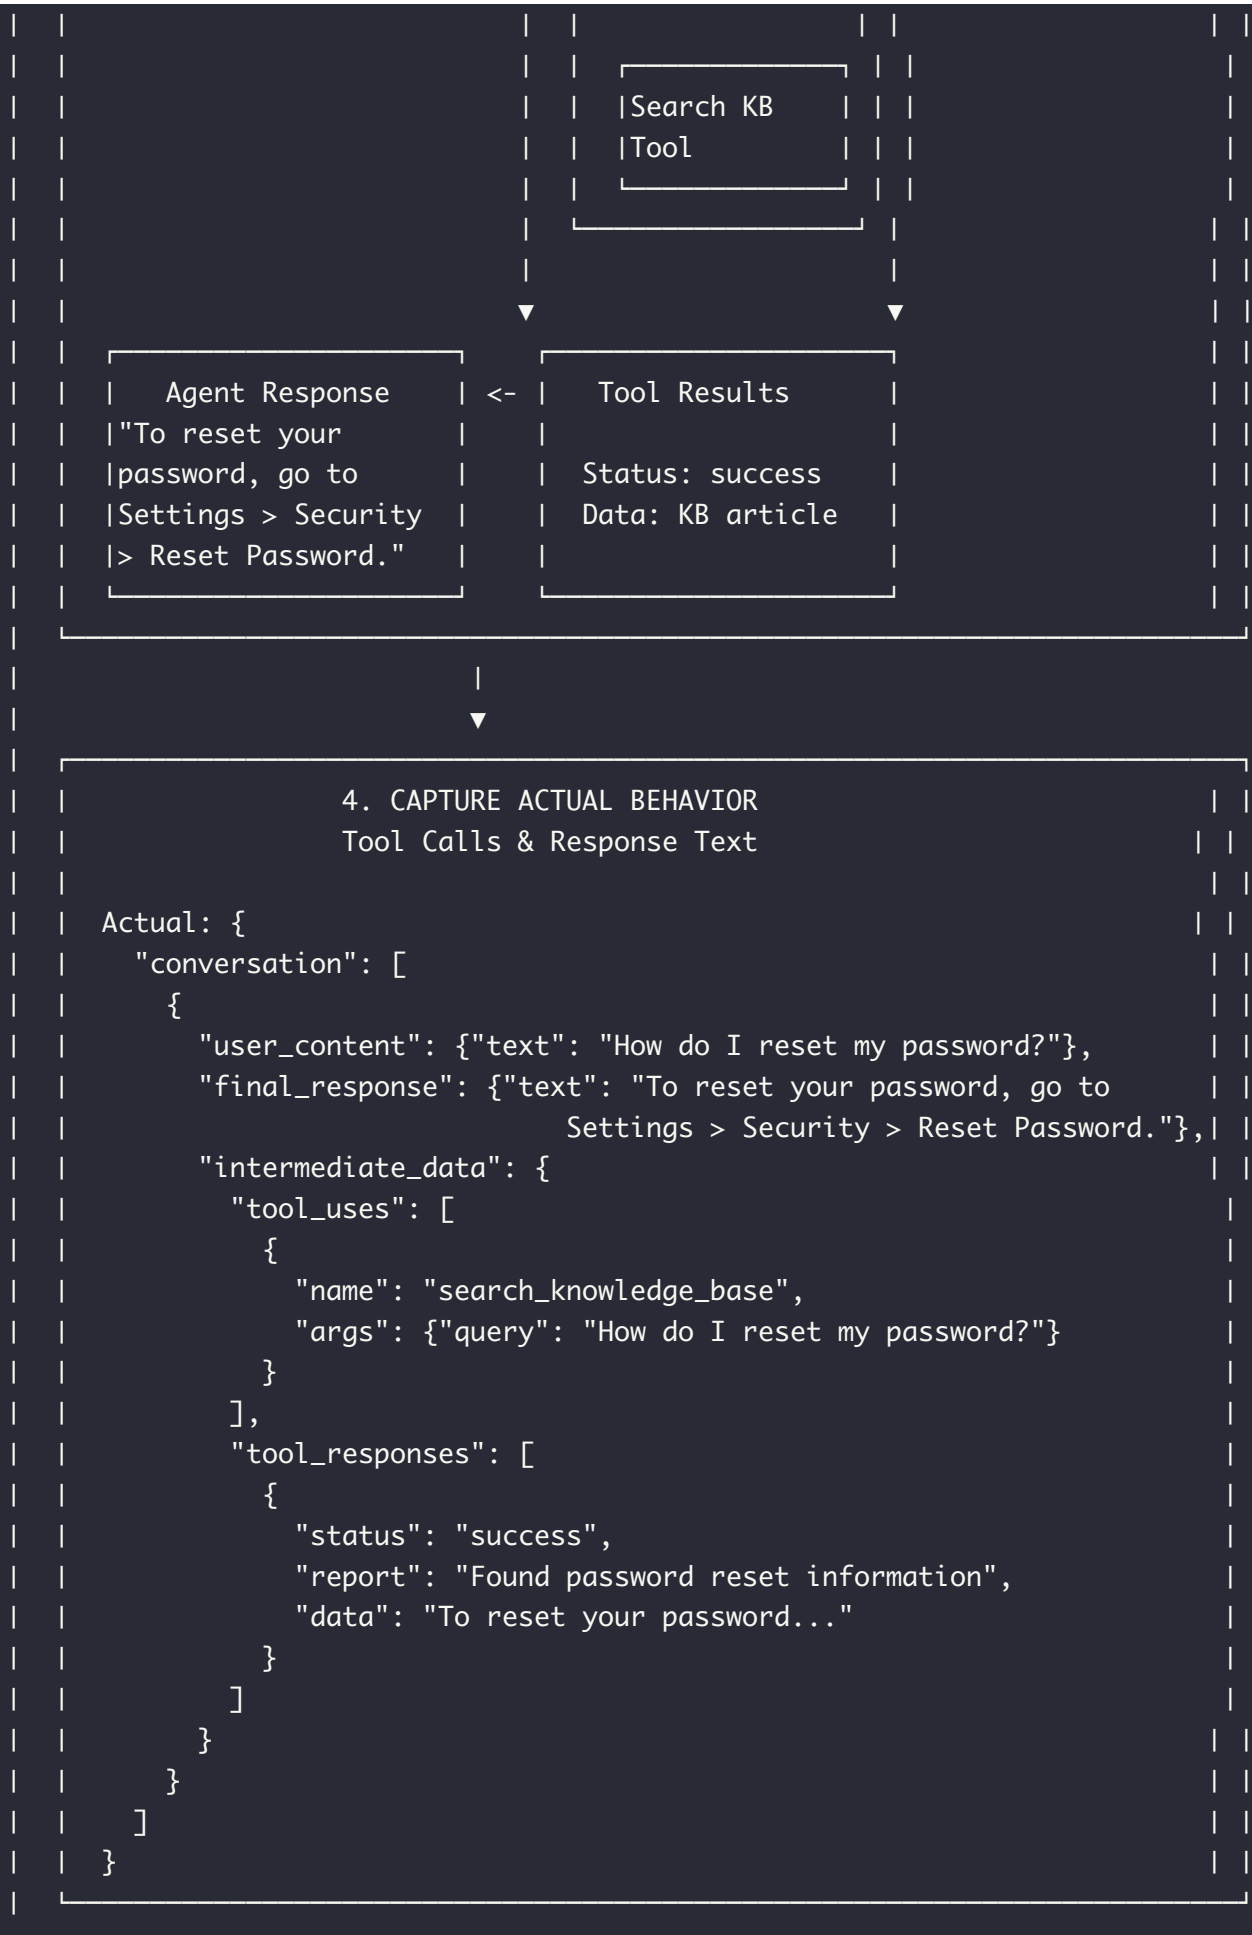 Search KB
Tool
Agent Response <- Tool Results
"To reset your
password, go to Status: success
Settings > Security Data: KB article
> Reset Password."
4. CAPTURE ACTUAL BEHAVIOR
Tool Calls & Response Text
Actual: {
"conversation": [
{
"user_content": {"text": "How do I reset my password?"},
"final_response": {"text": "To reset your password, go to
Settings > Security > Reset Password."},
"intermediate_data": {
"tool_uses": [
{
"name": "search_knowledge_base",
"args": {"query": "How do I reset my password?"}
}
],
"tool_responses": [
{
"status": "success",
"report": "Found password reset information",
"data": "To reset your password..."
}
]
}
}
]
}